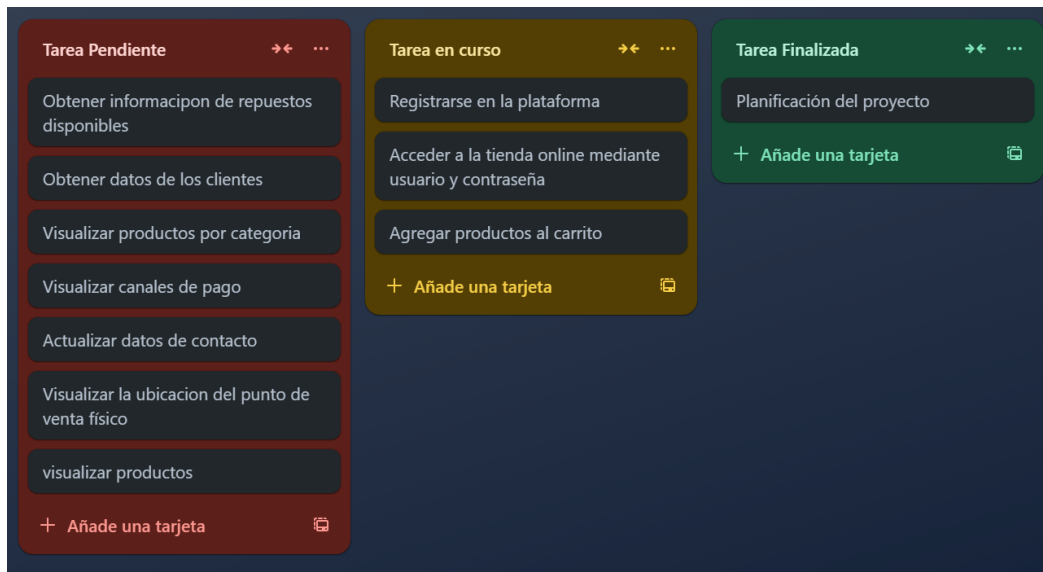 Tarea Pendiente
Obtener informacipon de repuestos
disponibles
Obtener datos de los clientes
Visualizar productos por categoria
Visualizar canales de pago
Actualizar datos de contacto
Visualizar la ubicacion del punto de
venta físico
visualizar productos
+ Añade una tarjeta
Tarea en curso
Registrarse en la plataforma
Acceder a la tienda online mediante
usuario y contraseña
Agregar productos al carrito
+ Añade una tarjeta
Tarea Finalizada
Planificación del proyecto
+ Añade una tarjeta